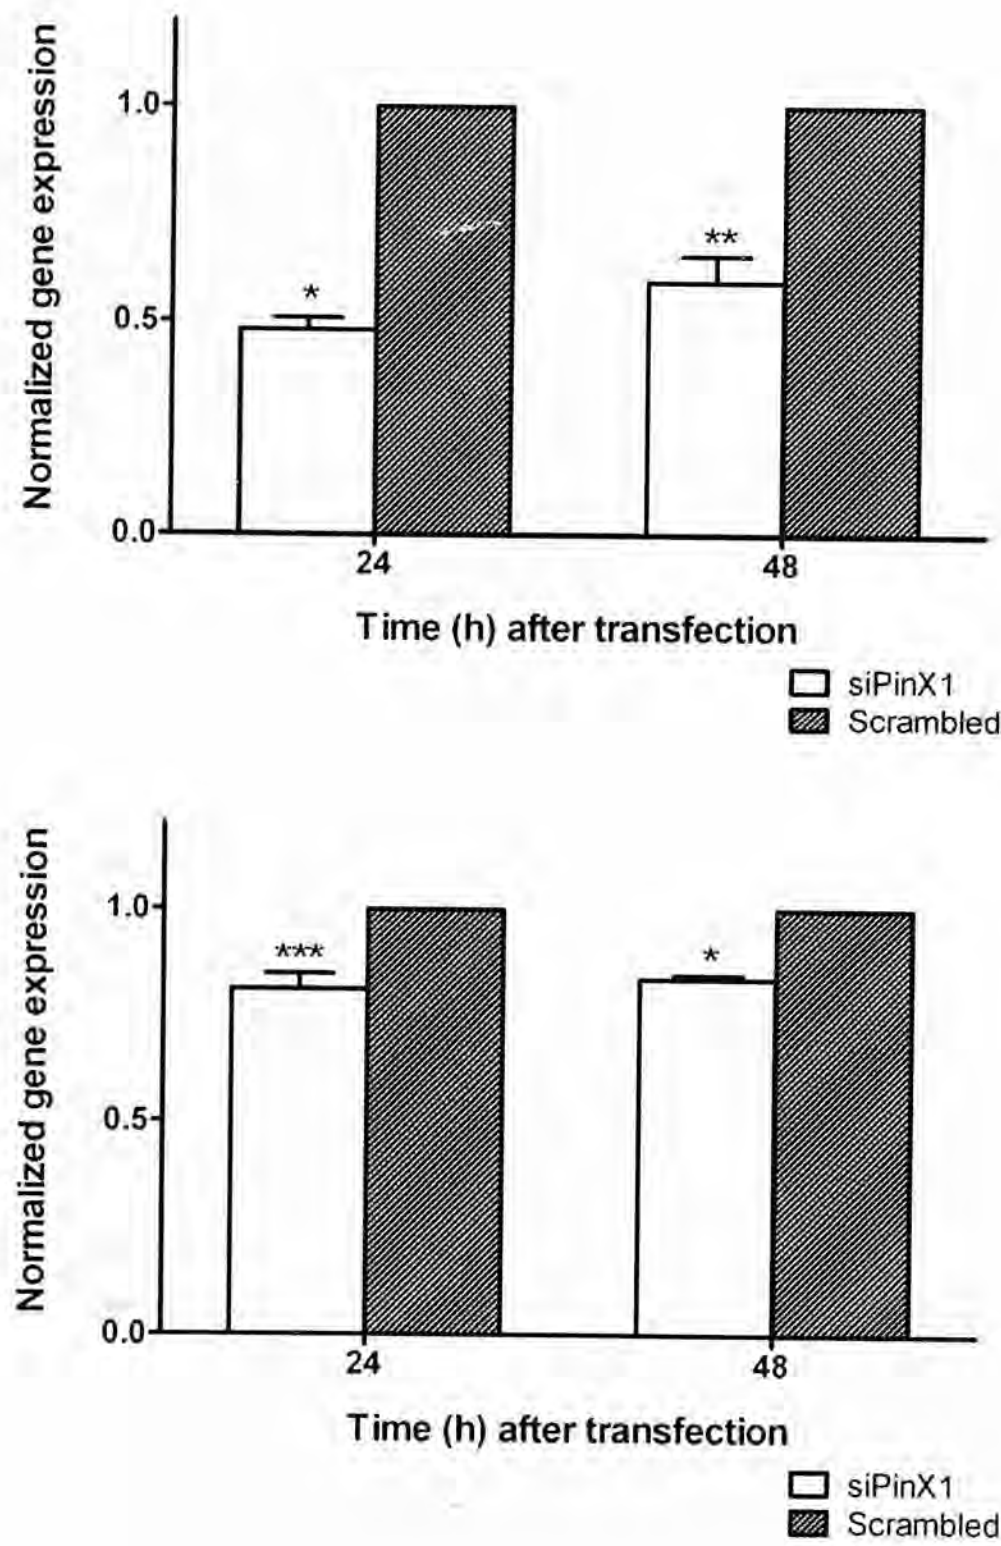 Normalized gene expression
1.0
0.5
0.0
*
**
24
48
Time (h) after transfection
siPinX1
Scrambled
Normalized gene expression
1.0
0.5
0.0
***
*
24
48
Time (h) after transfection
siPinX1
Scrambled